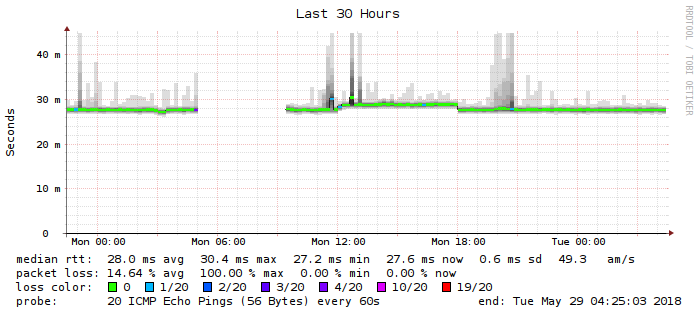 Last 30 Hours
RRDTOOL / TOBI OETIKER
Seconds
40 m
30 m
20 m
10 m
0
Mon 00:00 Mon 06:00 Mon 12:00 Mon 18:00 Tue 00:00
median rtt: 28.0 ms avg 30.4 ms max 27.2 ms min 27.6 ms now 0.6 ms sd 49.3 am/s
packet loss: 14.64 % avg 100.00 % max 0.00 % min 0.00 % now
loss color: 0 1/20 2/20 3/20 4/20 10/20 19/20
probe: 20 ICMP Echo Pings (56 Bytes) every 60s end: Tue May 29 04:25:03 2018